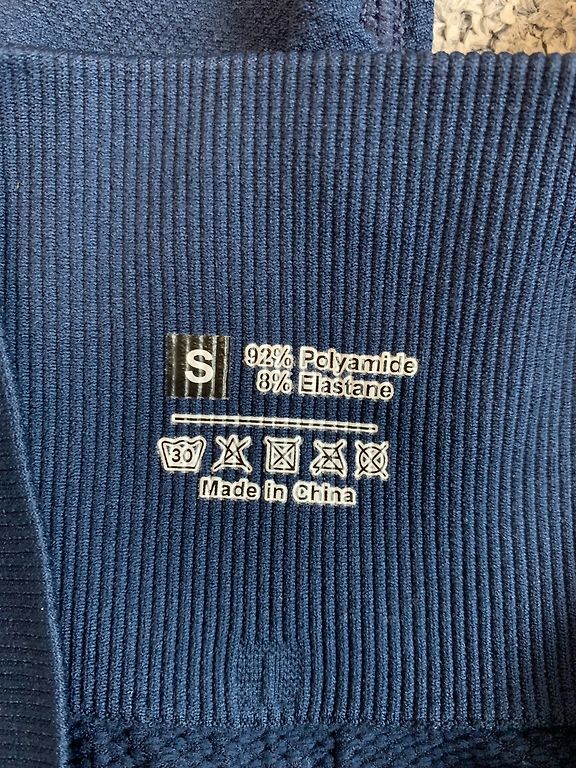 S
92% Polyamide
8% Elastane
30
Made in China